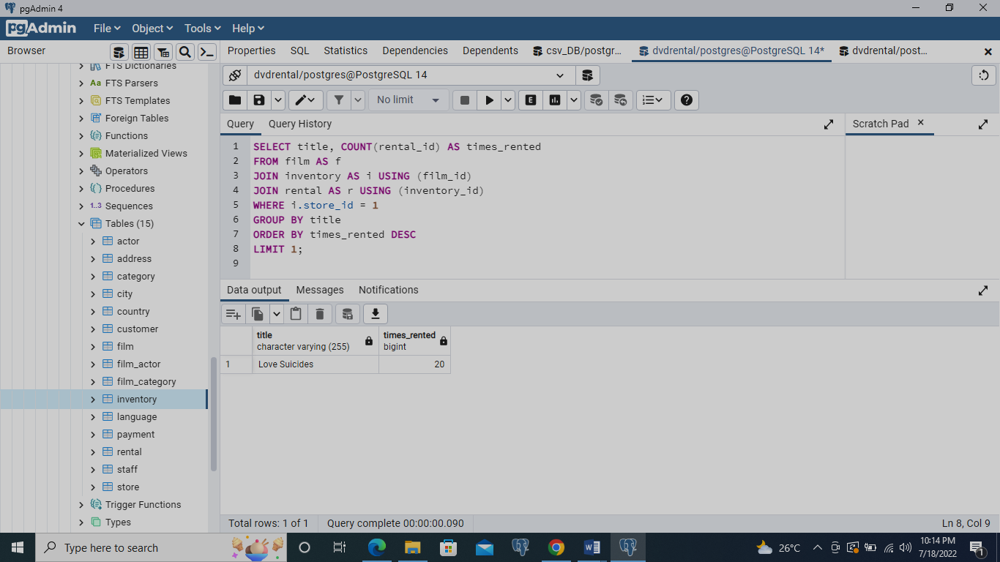 pgAdmin 4
pgAdmin File Object Tools Help
Browser
Properties SQL Statistics Dependencies Dependents csv_DB/postgr... dvdrental/postgres@PostgreSQL 14* dvdrental/post...
FTS Dictionaries
Aa FTS Parsers
FTS Templates
Foreign Tables
Functions
Materialized Views
Operators
Procedures
1..3 Sequences
Tables (15)
actor
address
category
city
country
customer
film
film_actor
film_category
inventory
language
payment
rental
staff
store
Trigger Functions
Types
dvdrental/postgres@PostgreSQL 14
No limit
E
Query Query History
Scratch Pad
1 SELECT title, COUNT(rental_id) AS times_rented
2 FROM film AS f
3 JOIN inventory AS i USING (film_id)
4 JOIN rental AS r USING (inventory_id)
5 WHERE i.store_id = 1
6 GROUP BY title
7 ORDER BY times_rented DESC
8 LIMIT 1;
9
Data output Messages Notifications
title times_rented
character varying (255) bigint
1 Love Suicides 20
Total rows: 1 of 1 Query complete 00:00:00.090 Ln 8, Col 9
Type here to search
26°C
10:14 PM
7/18/2022
1